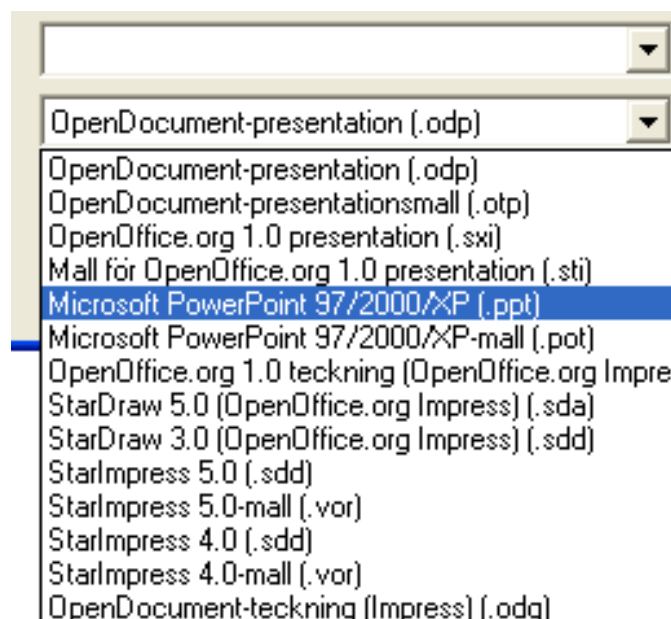 OpenDocument-presentation (.odp)
OpenDocument-presentation (.odp)
OpenDocument-presentationsmall (.otp)
OpenOffice.org 1.0 presentation (.sxi)
Mall för OpenOffice.org 1.0 presentation (.sti)
Microsoft PowerPoint 97/2000/XP (.ppt)
Microsoft PowerPoint 97/2000/XP-mall (.pot)
OpenOffice.org 1.0 teckning (OpenOffice.org Impre
StarDraw 5.0 (OpenOffice.org Impress) (.sda)
StarDraw 3.0 (OpenOffice.org Impress) (.sdd)
StarImpress 5.0 (.sdd)
StarImpress 5.0-mall (.vor)
StarImpress 4.0 (.sdd)
StarImpress 4.0-mall (.vor)
OpenDocument-teckning (Impress) (.odg)